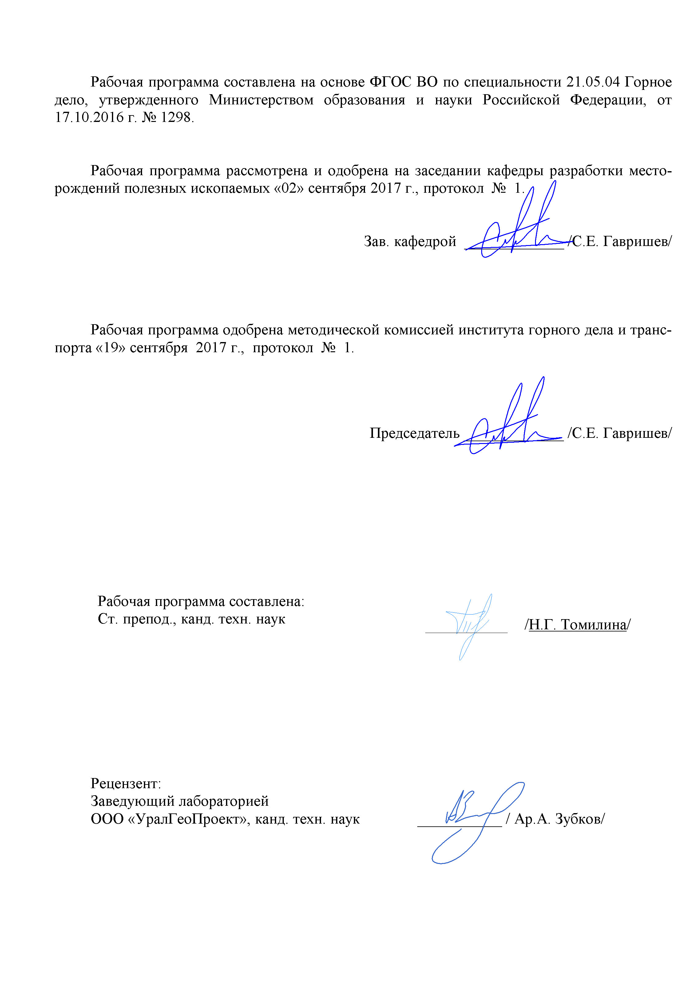 Рабочая программа составлена на основе ФГОС ВО по специальности 21.05.04 Горное
дело, утвержденного Министерством образования и науки Российской Федерации, от
17.10.2016 г. № 1298.
Рабочая программа рассмотрена и одобрена на заседании кафедры разработки место-
рождений полезных ископаемых «02» сентября 2017 г., протокол № 1.
Зав. кафедрой /С.Е. Гавришев/
Рабочая программа одобрена методической комиссией института горного дела и транс-
порта «19» сентября 2017 г., протокол № 1.
Председатель /С.Е. Гавришев/
Рабочая программа составлена:
Ст. препод., канд. техн. наук
/Н.Г. Томилина/
Рецензент:
Заведующий лабораторией
ООО «УралГеоПроект», канд. техн. наук / Ар.А. Зубков/